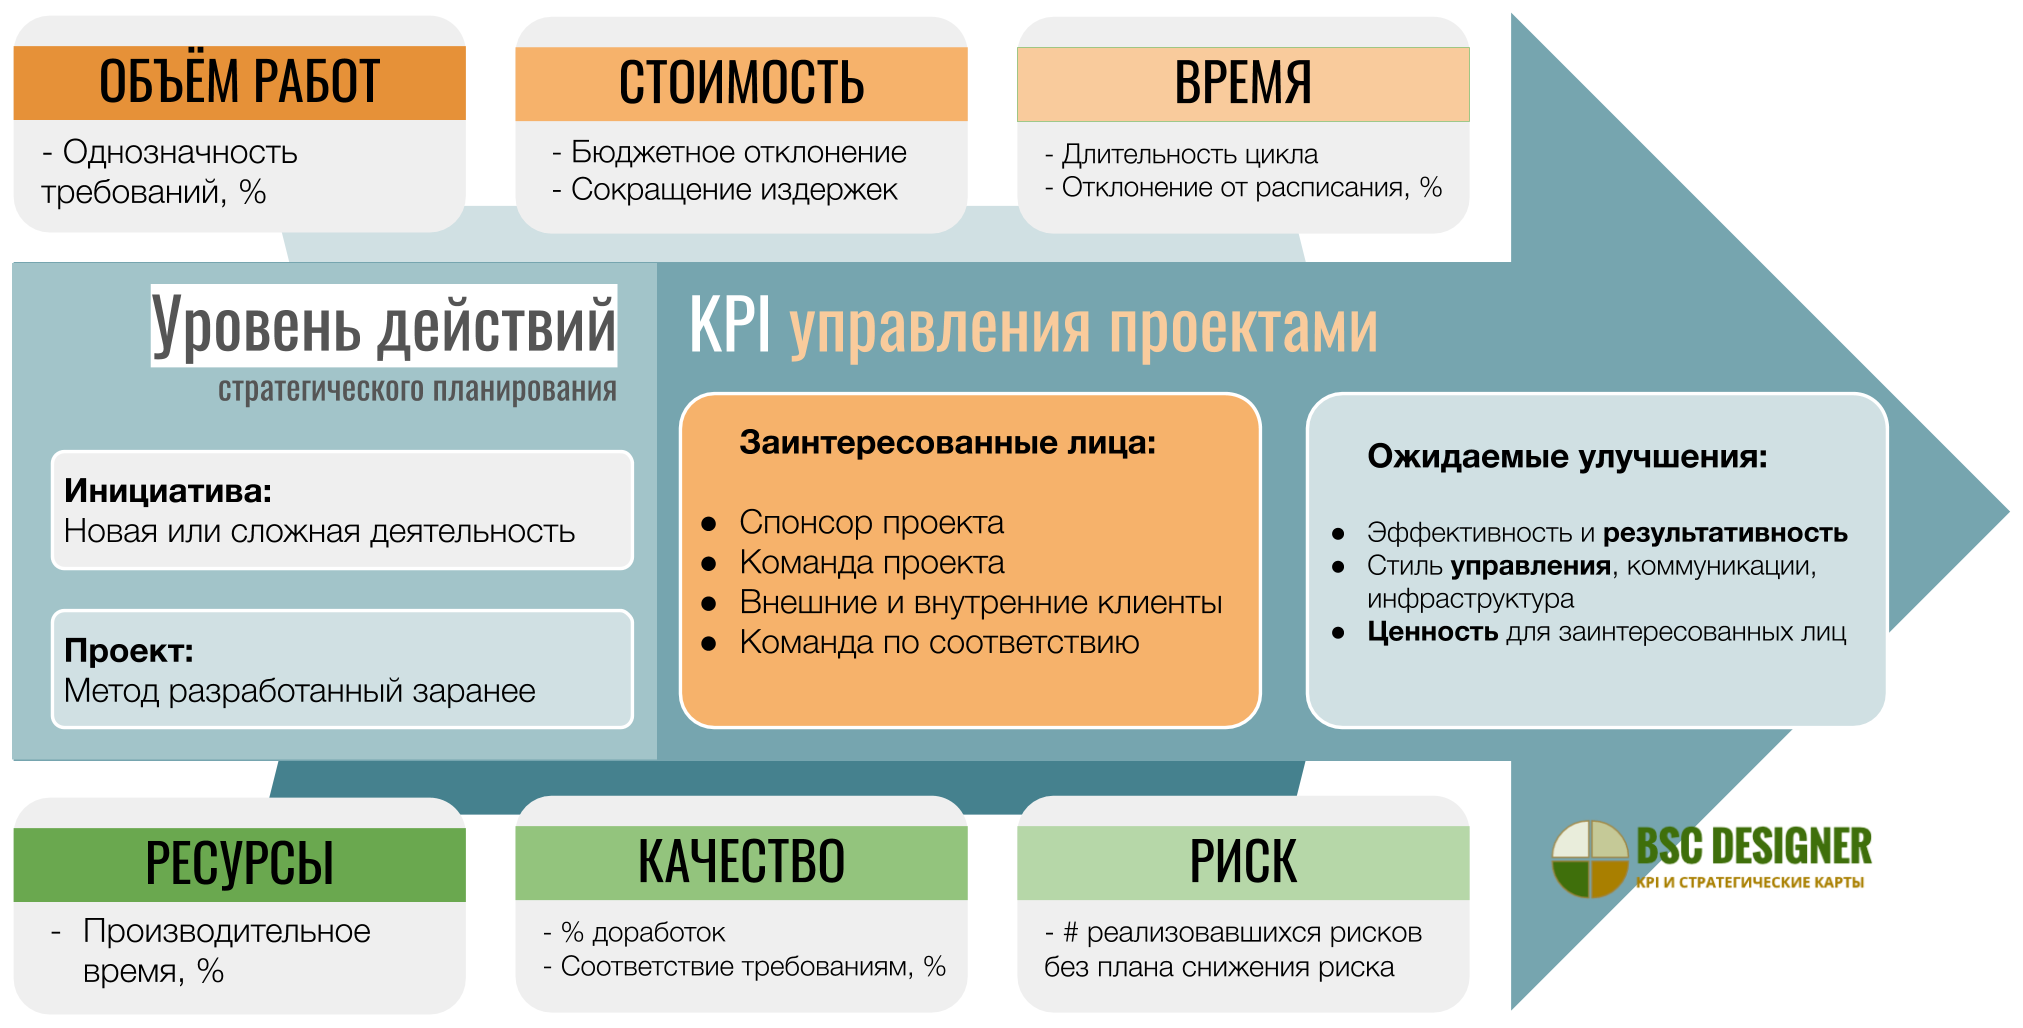 ОБЪЁМ РАБОТ
- Однозначность
требований, %
СТОИМОСТЬ
- Бюджетное отклонение
- Сокращение издержек
ВРЕМЯ
- Длительность цикла
- Отклонение от расписания, %
Уровень действий
стратегического планирования
Инициатива:
Новая или сложная деятельность
Проект:
Метод разработанный заранее
KPI управления проектами
Заинтересованные лица:
● Спонсор проекта
● Команда проекта
● Внешние и внутренние клиенты
● Команда по соответствию
Ожидаемые улучшения:
● Эффективность и результативность
● Стиль управления, коммуникации,
инфраструктура
● Ценность для заинтересованных лиц
РЕСУРСЫ
- Производительное
время, %
КАЧЕСТВО
- % доработок
- Соответствие требованиям, %
РИСК
- # реализовавшихся рисков
без плана снижения риска
BSC DESIGNER
KPI И СТРАТЕГИЧЕСКИЕ КАРТЫ